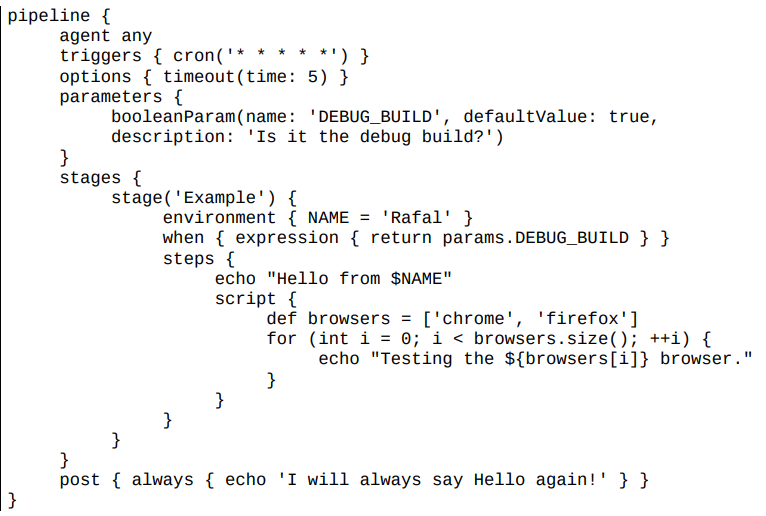 pipeline {
     agent any
     triggers { cron('* * * * *') }
     options { timeout(time: 5) }
     parameters {
          booleanParam(name: 'DEBUG_BUILD', defaultValue: true,
          description: 'Is it the debug build?')
     }
     stages {
          stage('Example') {
               environment { NAME = 'Rafal' }
               when { expression { return params.DEBUG_BUILD } }
               steps {
                    echo "Hello from $NAME"
                    script {
                         def browsers = ['chrome', 'firefox']
                         for (int i = 0; i < browsers.size(); ++i) {
                              echo "Testing the ${browsers[i]} browser."
                         }
                    }
               }
          }
     }
     post { always { echo 'I will always say Hello again!' } }
}